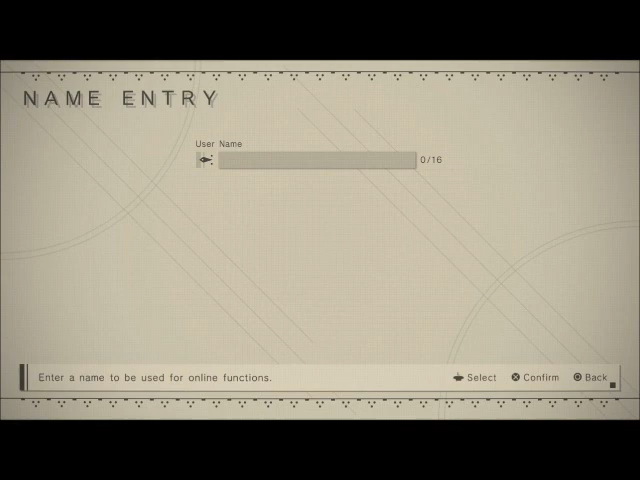 NAME ENTRY
User Name
0/16
Enter a name to be used for online functions.
Select Confirm Back